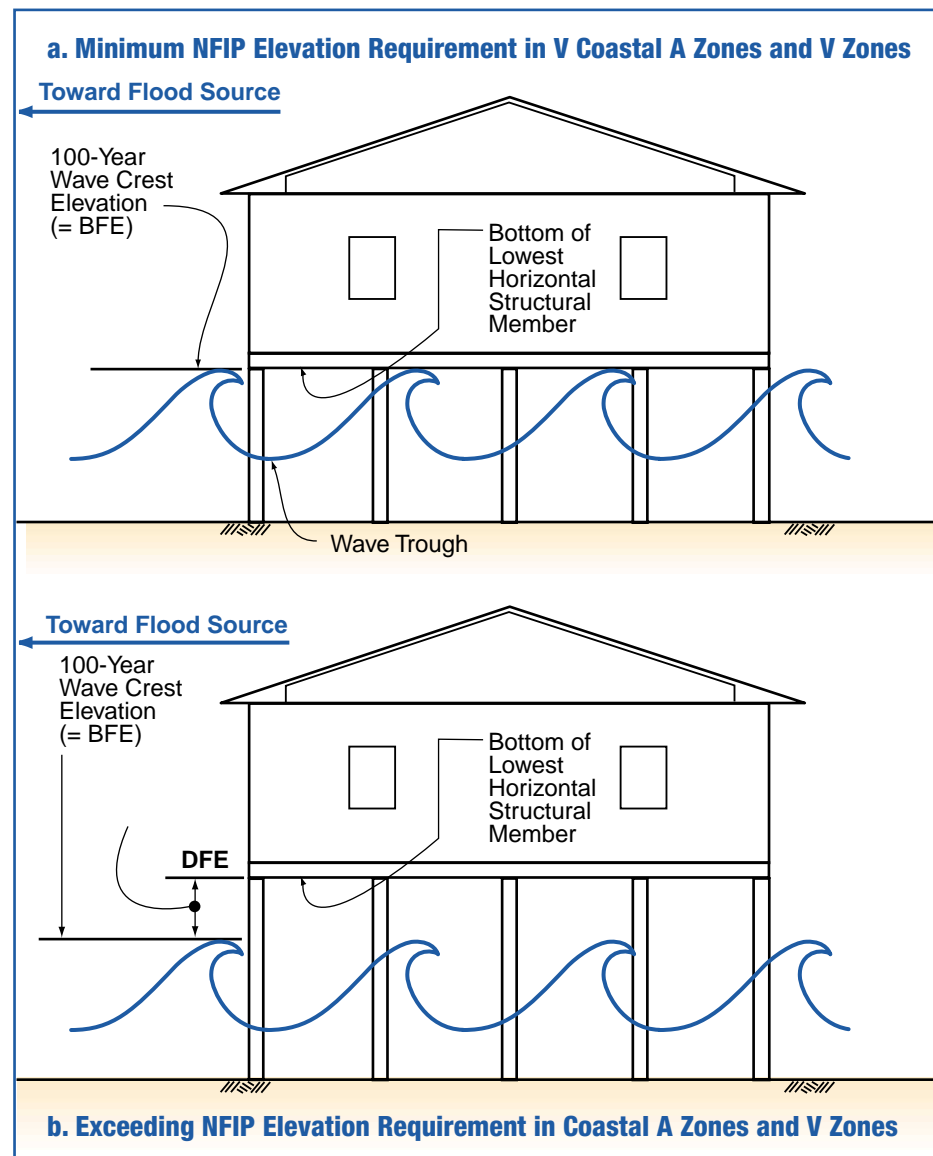 a. Minimum NFIP Elevation Requirement in V Coastal A Zones and V Zones
Toward Flood Source
100-Year
Wave Crest
Elevation
(= BFE)
Bottom of
Lowest
Horizontal
Structural
Member
Wave Trough
Toward Flood Source
100-Year
Wave Crest
Elevation
(= BFE)
Bottom of
Lowest
Horizontal
Structural
Member
DFE
b. Exceeding NFIP Elevation Requirement in Coastal A Zones and V Zones